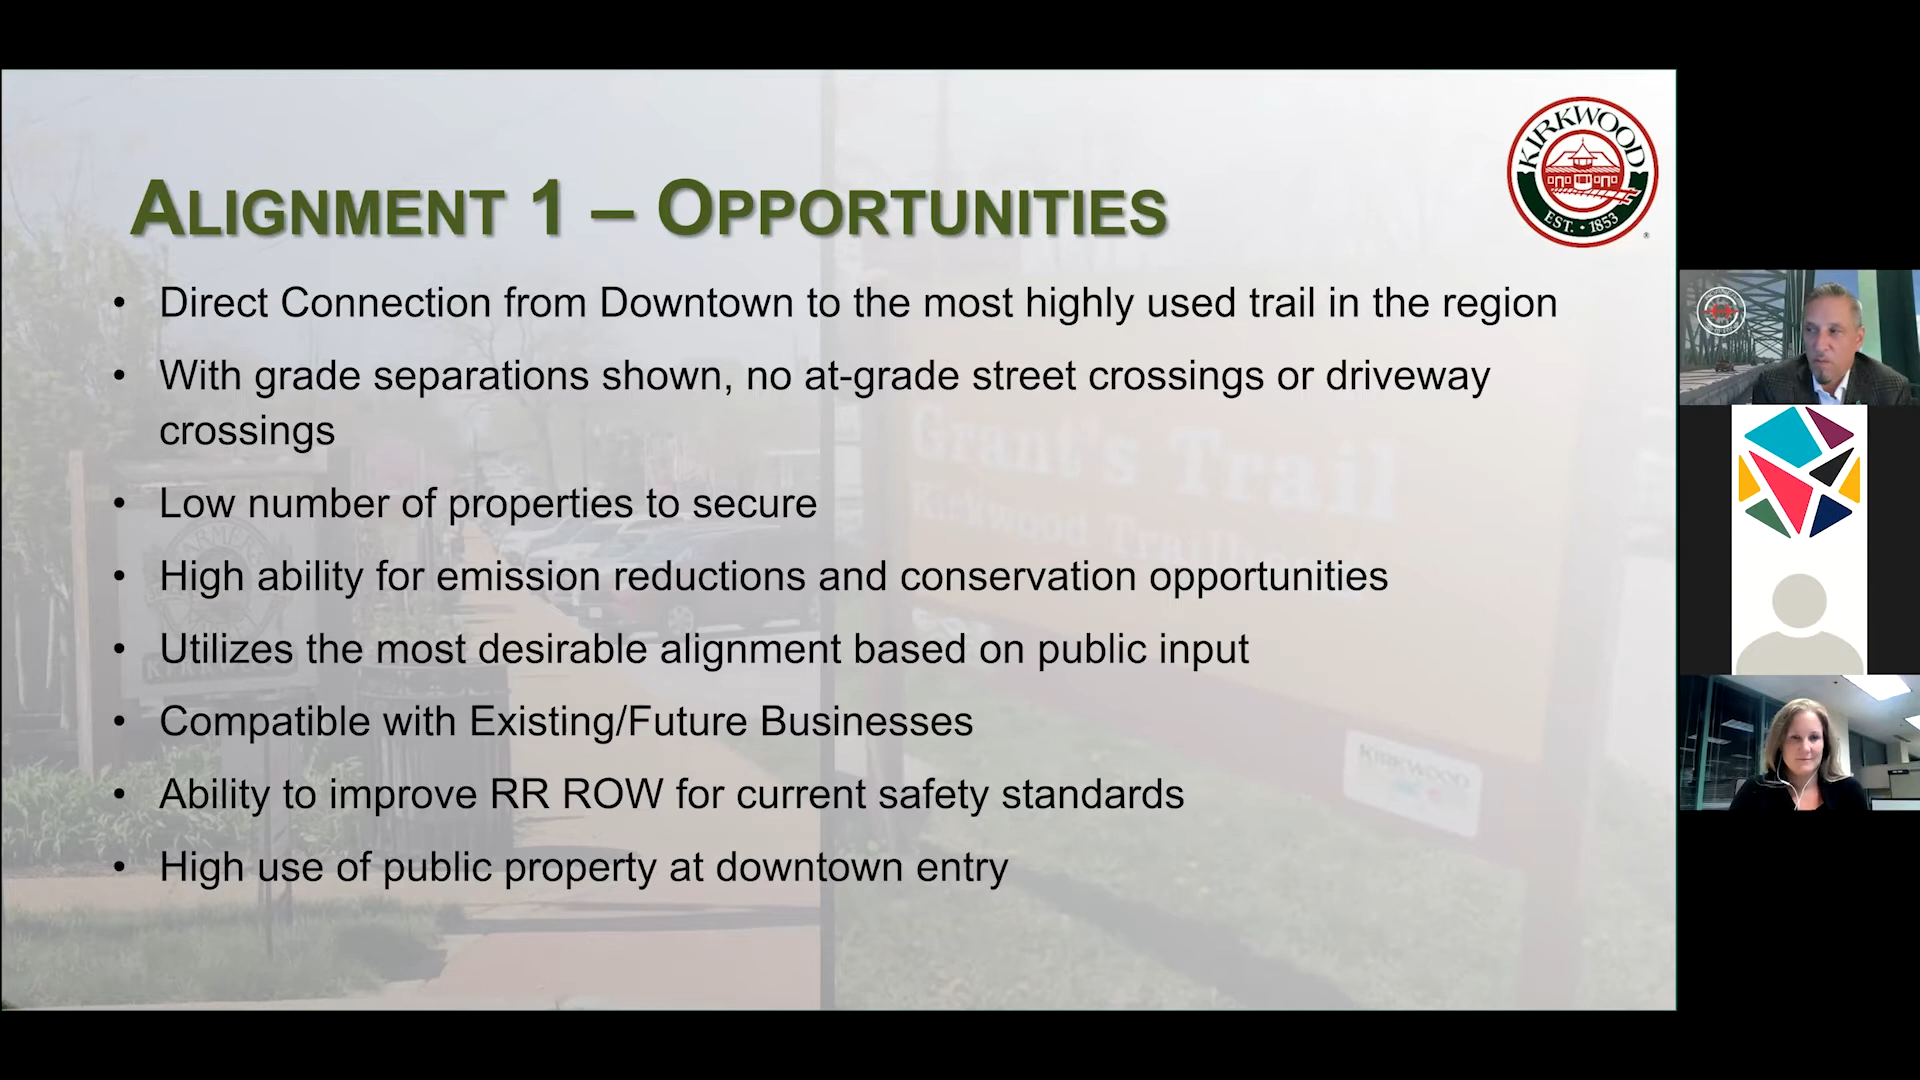 KIRKWOOD
EST. • 1853
®
ALIGNMENT 1 – OPPORTUNITIES
• Direct Connection from Downtown to the most highly used trail in the region
• With grade separations shown, no at-grade street crossings or driveway
crossings
• Low number of properties to secure
• High ability for emission reductions and conservation opportunities
• Utilizes the most desirable alignment based on public input
• Compatible with Existing/Future Businesses
• Ability to improve RR ROW for current safety standards
• High use of public property at downtown entry
Grant's Trail
Kirkwood
KIRKWOOD